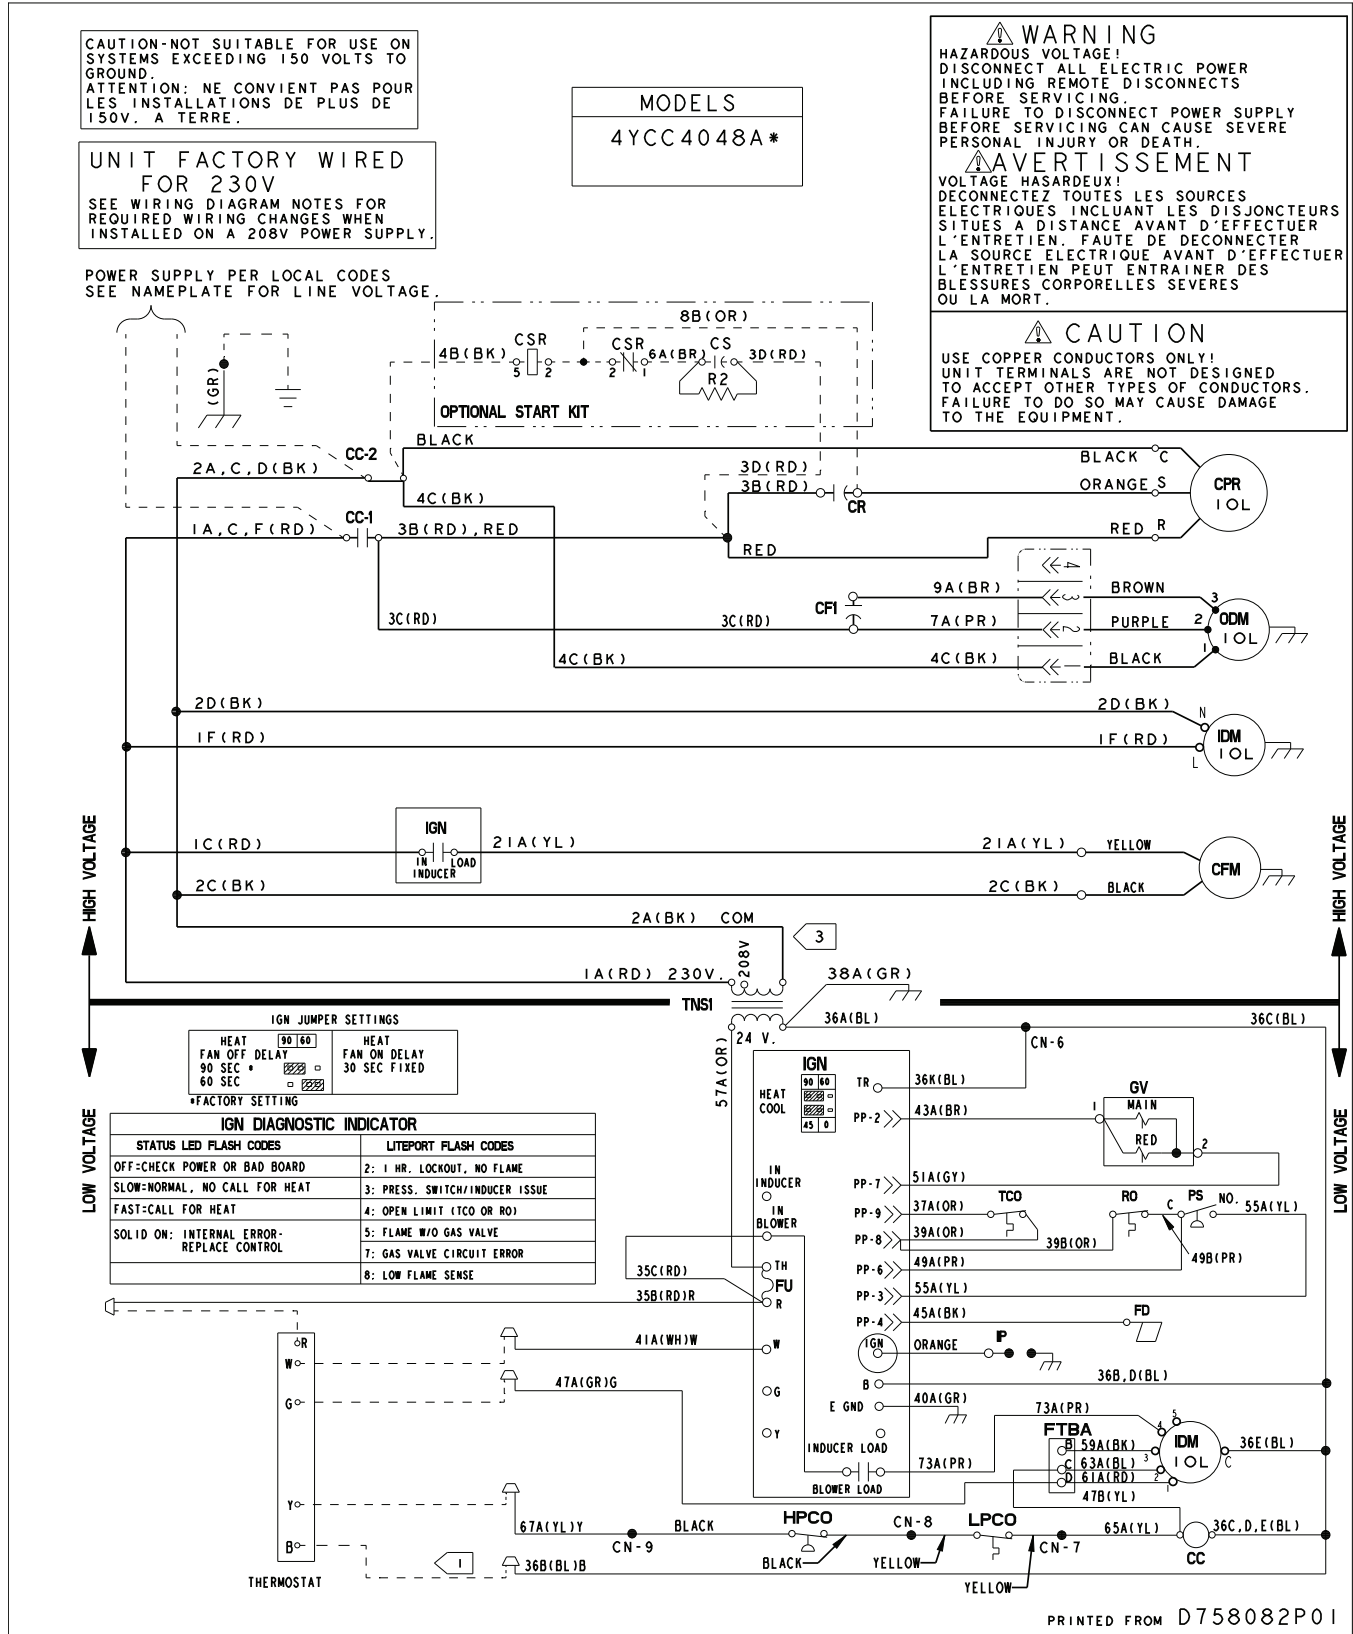 CAUTION-NOT SUITABLE FOR USE ON
SYSTEMS EXCEEDING 150 VOLTS TO
GROUND.
ATTENTION: NE CONVIENT PAS POUR
LES INSTALLATIONS DE PLUS DE
150V. A TERRE.
UNIT FACTORY WIRED
FOR 230V
SEE WIRING DIAGRAM NOTES FOR
REQUIRED WIRING CHANGES WHEN
INSTALLED ON A 208V POWER SUPPLY.
MODELS
4YCC4048A*
⚠ WARNING
HAZARDOUS VOLTAGE!
DISCONNECT ALL ELECTRIC POWER
INCLUDING REMOTE DISCONNECTS
BEFORE SERVICING.
FAILURE TO DISCONNECT POWER SUPPLY
BEFORE SERVICING CAN CAUSE SEVERE
PERSONAL INJURY OR DEATH.
⚠ AVERTISSEMENT
VOLTAGE HASARDEUX!
DECONNECTEZ TOUTES LES SOURCES
ELECTRIQUES INCLUANT LES DISJONCTEURS
SITUES A DISTANCE AVANT D'EFFECTUER
L'ENTRETIEN. FAUTE DE DECONNECTER
LA SOURCE ELECTRIQUE AVANT D'EFFECTUER
L'ENTRETIEN PEUT ENTRAINER DES
BLESSURES CORPORELLES SEVERES
OU LA MORT.
⚠ CAUTION
USE COPPER CONDUCTORS ONLY!
UNIT TERMINALS ARE NOT DESIGNED
TO ACCEPT OTHER TYPES OF CONDUCTORS.
FAILURE TO DO SO MAY CAUSE DAMAGE
TO THE EQUIPMENT.
POWER SUPPLY PER LOCAL CODES
SEE NAMEPLATE FOR LINE VOLTAGE.
(GR)
8B(OR)
4B(BK) CSR CSR 6A(BR) CS 3D(RD)
5 2 2 1 R2
OPTIONAL START KIT
BLACK
CC-2
2A,C,D(BK)
BLACK C
3D(RD)
3B(RD) CR
ORANGE S
CPR
IOL
4C(BK)
CC-1
1A,C,F(RD)
3B(RD),RED
RED
RED R
4
9A(BR) 3 BROWN 3
CF1
3C(RD) 3C(RD) 7A(PR) 2 PURPLE 2
ODM
IOL
4C(BK) 4C(BK) 1 BLACK 1
2D(BK) 2D(BK) N
1F(RD) 1F(RD) L
IDM
IOL
HIGH VOLTAGE
HIGH VOLTAGE
IGN
1C(RD) 21A(YL) 21A(YL) YELLOW
IN LOAD
INDUCER
CFM
2C(BK) 2C(BK) BLACK
2A(BK) COM
3
208V
1A(RD) 230V.
38A(GR)
TNS1
24 V.
57A(OR)
36A(BL)
CN-6
36C(BL)
LOW VOLTAGE
LOW VOLTAGE
IGN JUMPER SETTINGS
HEAT 90 60 HEAT
FAN OFF DELAY FAN ON DELAY
90 SEC * 30 SEC FIXED
60 SEC
*FACTORY SETTING
IGN DIAGNOSTIC INDICATOR
STATUS LED FLASH CODES LITEPORT FLASH CODES
OFF=CHECK POWER OR BAD BOARD 2: 1 HR. LOCKOUT, NO FLAME
SLOW=NORMAL, NO CALL FOR HEAT 3: PRESS. SWITCH/INDUCER ISSUE
FAST=CALL FOR HEAT 4: OPEN LIMIT (TCO OR RO)
SOLID ON: INTERNAL ERROR-
REPLACE CONTROL
5: FLAME W/O GAS VALVE
7: GAS VALVE CIRCUIT ERROR
8: LOW FLAME SENSE
IGN
HEAT 90 60
COOL
45 0
TR 36K(BL)
PP-2 43A(BR)
GV
1 MAIN
RED 2
IN
INDUCER
IN
BLOWER
PP-7 51A(GY)
PP-9 37A(OR) TCO RO C PS NO. 55A(YL)
PP-8 39A(OR) 39B(OR) 49B(PR)
PP-6 49A(PR)
PP-3 55A(YL)
PP-4 45A(BK) FD
TH
FU
R
35C(RD)
35B(RD)R
IGN ORANGE IP
41A(WH)W W
B 36B,D(BL)
47A(GR)G G
E GND 40A(GR)
Y
INDUCER LOAD
73A(PR)
BLOWER LOAD
73A(PR)
FTBA
B 59A(BK) 3
C 63A(BL) 2
D 61A(RD) 1
4 5
IDM
IOL
C
36E(BL)
47B(YL)
R
W
G
Y
B
THERMOSTAT
1
67A(YL)Y CN-9 BLACK HPCO CN-8 LPCO CN-7 65A(YL) CC 36C,D,E(BL)
BLACK YELLOW YELLOW
36B(BL)B
PRINTED FROM D758082P01